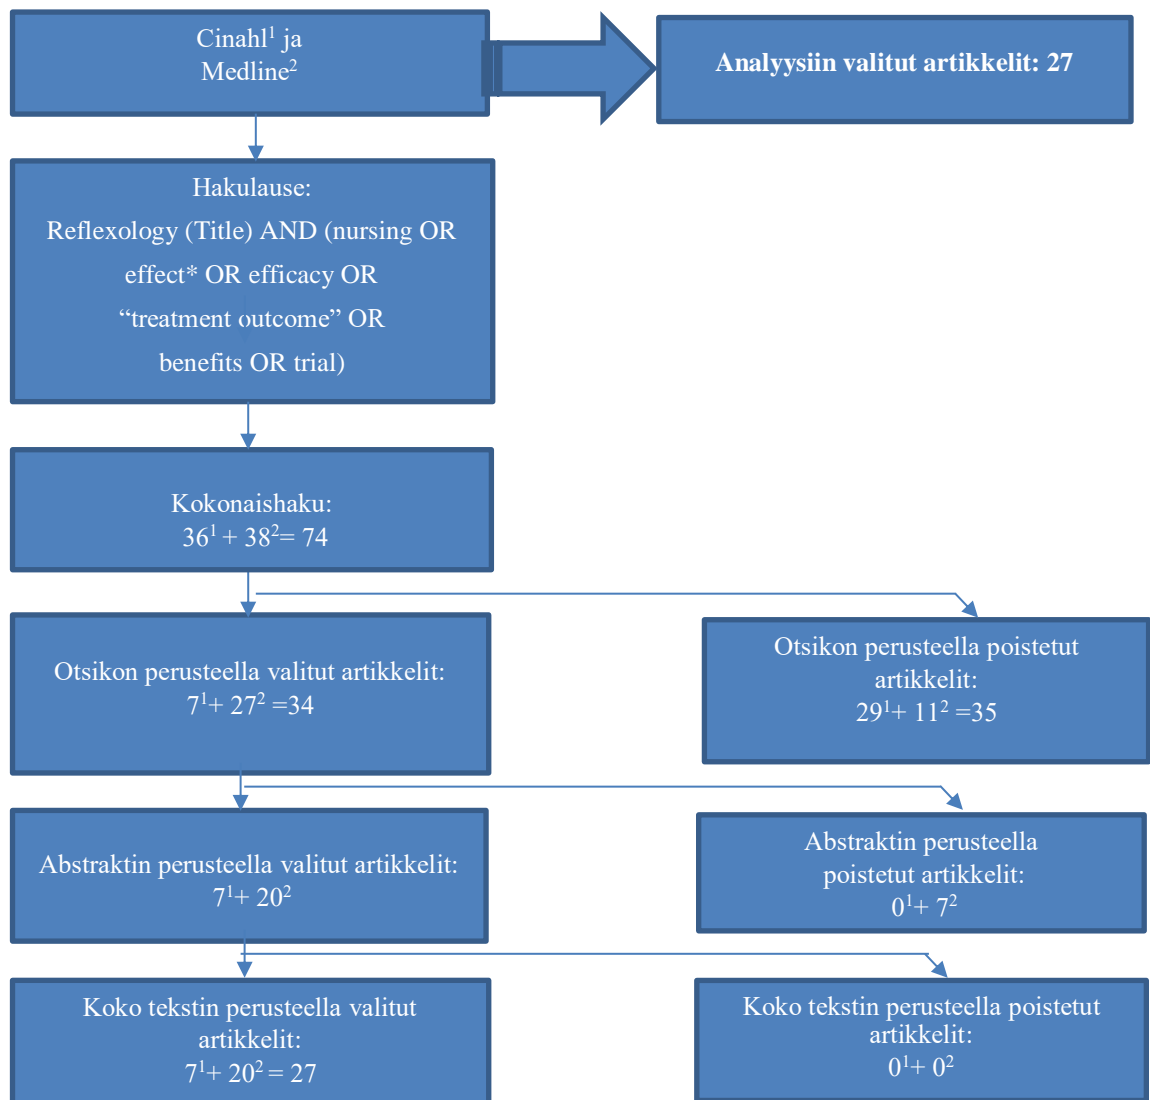 Cinahl¹ ja
Medline²
Analyysiin valitut artikkelit: 27
Hakulause:
Reflexology (Title) AND (nursing OR
effect* OR efficacy OR
“treatment outcome” OR
benefits OR trial)
Kokonaishaku:
36¹ + 38²= 74
Otsikon perusteella valitut artikkelit:
7¹+ 27² =34
Otsikon perusteella poistetut
artikkelit:
29¹+ 11² =35
Abstraktin perusteella valitut artikkelit:
7¹+ 20²
Abstraktin perusteella
poistetut artikkelit:
0¹+ 7²
Koko tekstin perusteella valitut
artikkelit:
7¹+ 20² = 27
Koko tekstin perusteella poistetut
artikkelit:
0¹+ 0²